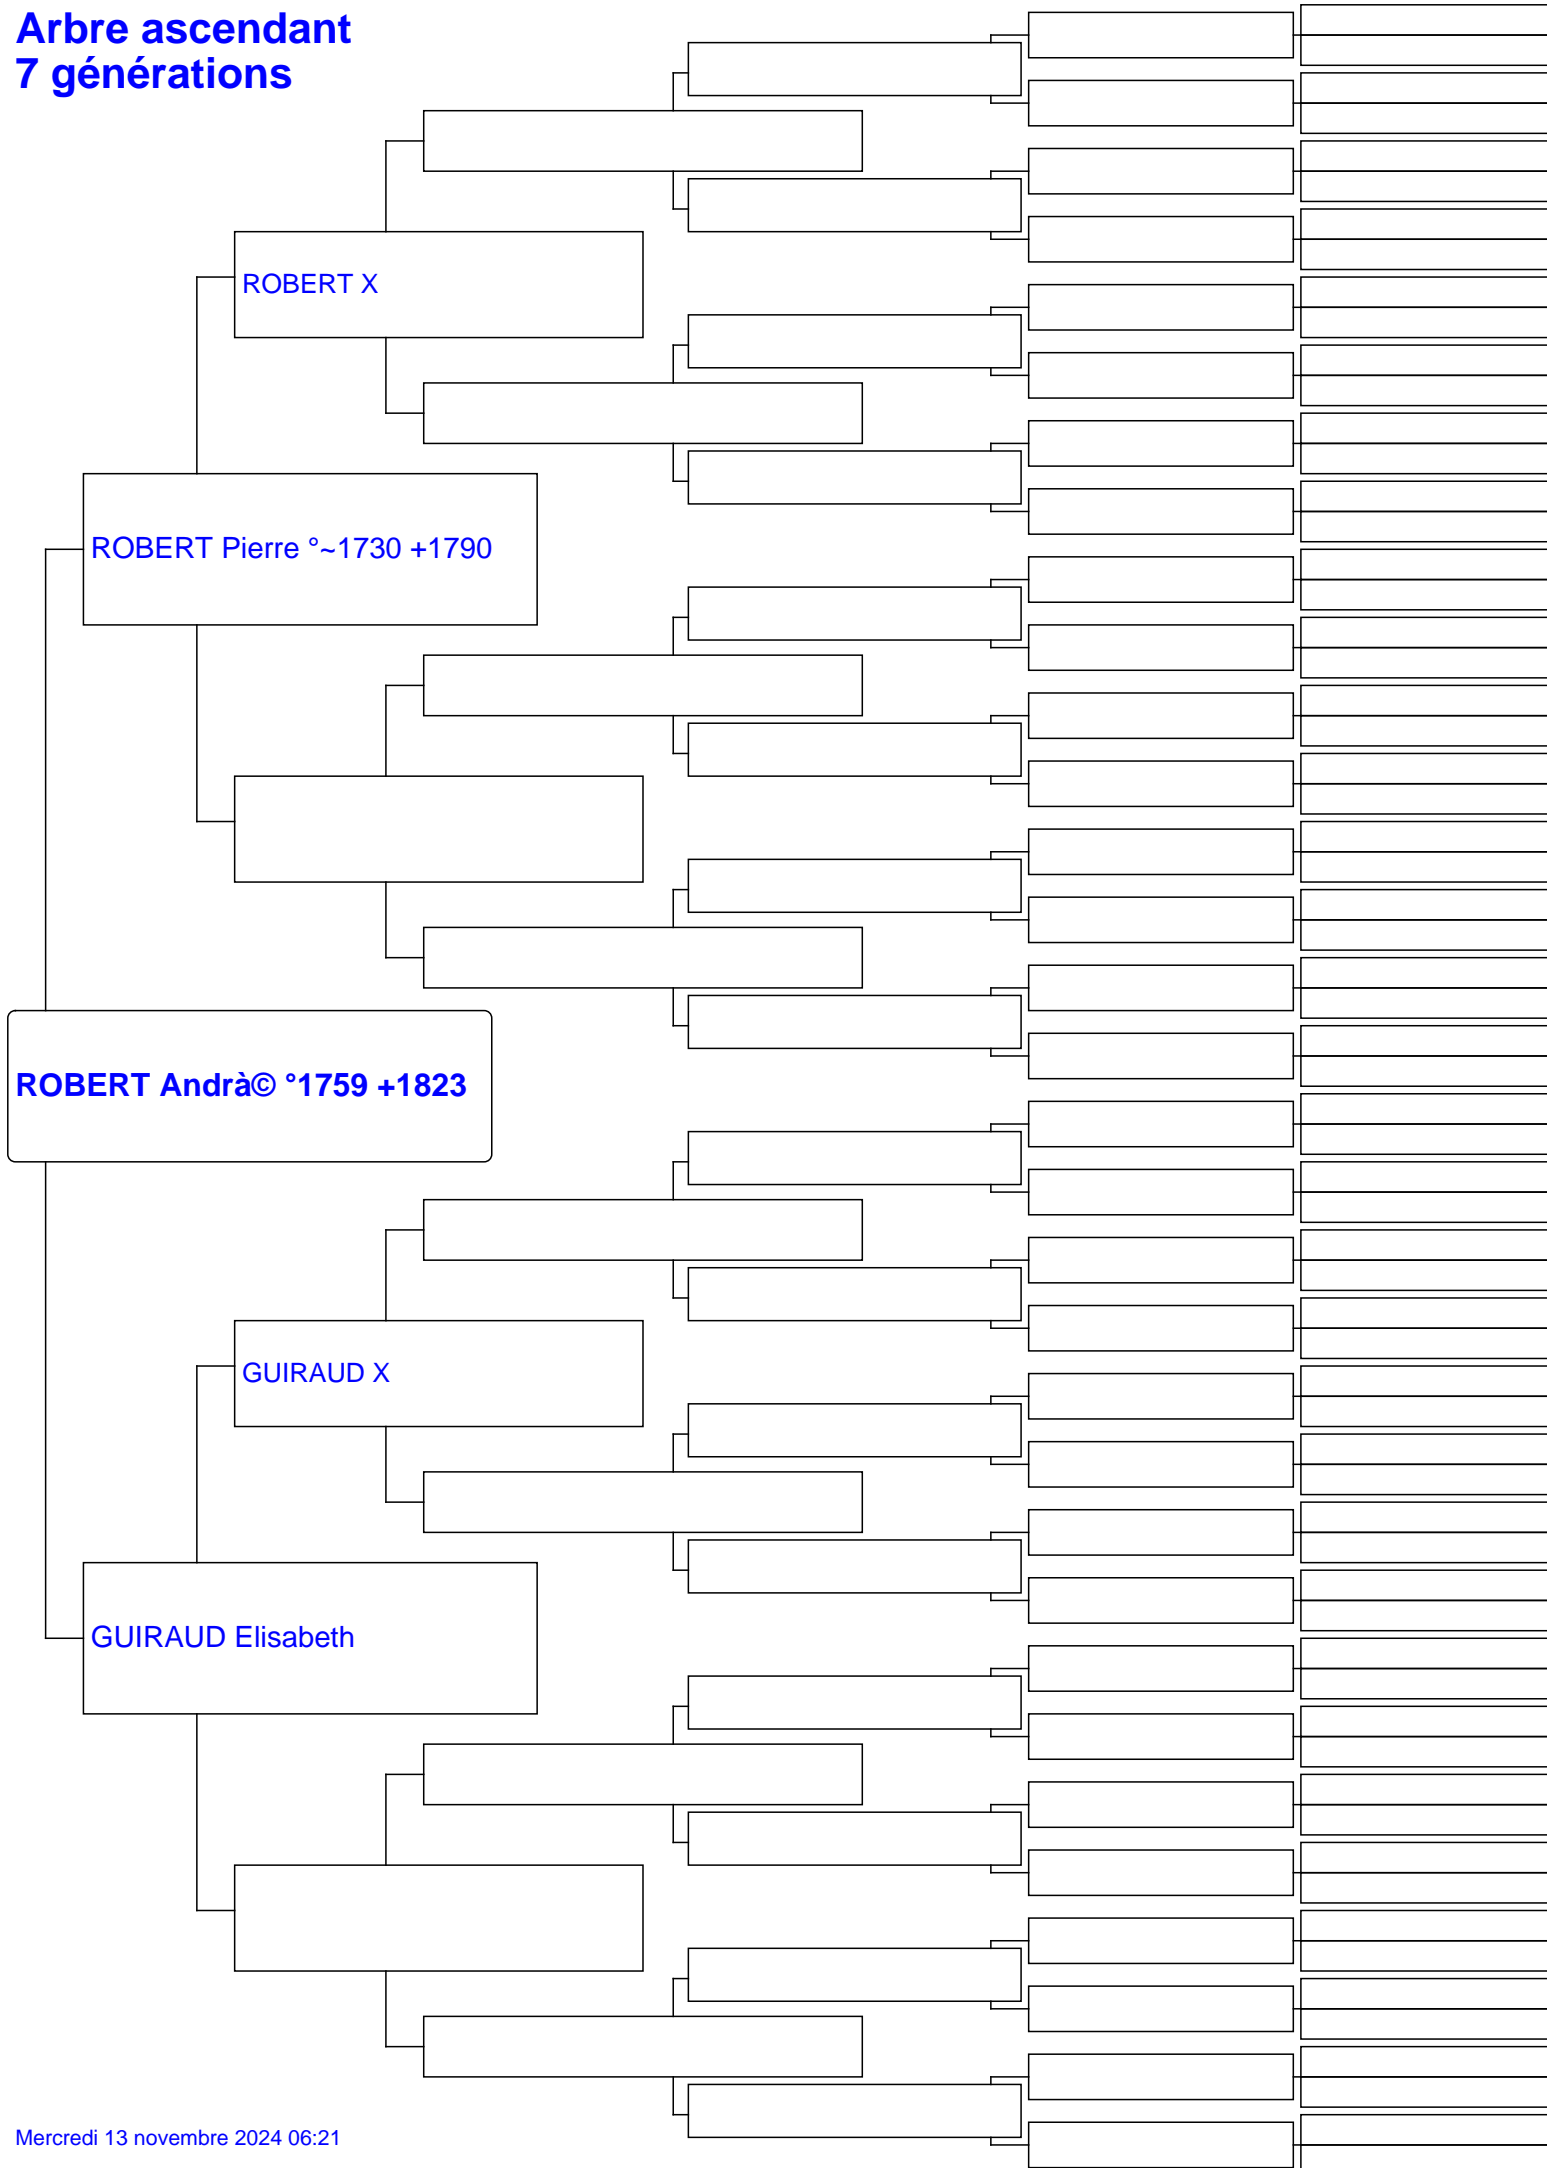 Arbre ascendant
7 générations
ROBERT X
ROBERT Pierre °~1730 +1790
ROBERT Andrà© °1759 +1823
GUIRAUD X
GUIRAUD Elisabeth
Mercredi 13 novembre 2024 06:21